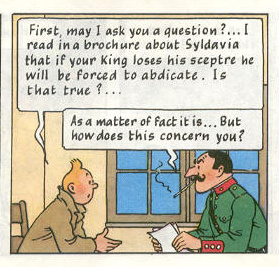 First, may I ask you a question?... I
read in a brochure about Syldavia
that if your King loses his sceptre he
will be forced to abdicate. Is
that true?...
As a matter of fact it is... But
how does this concern you?